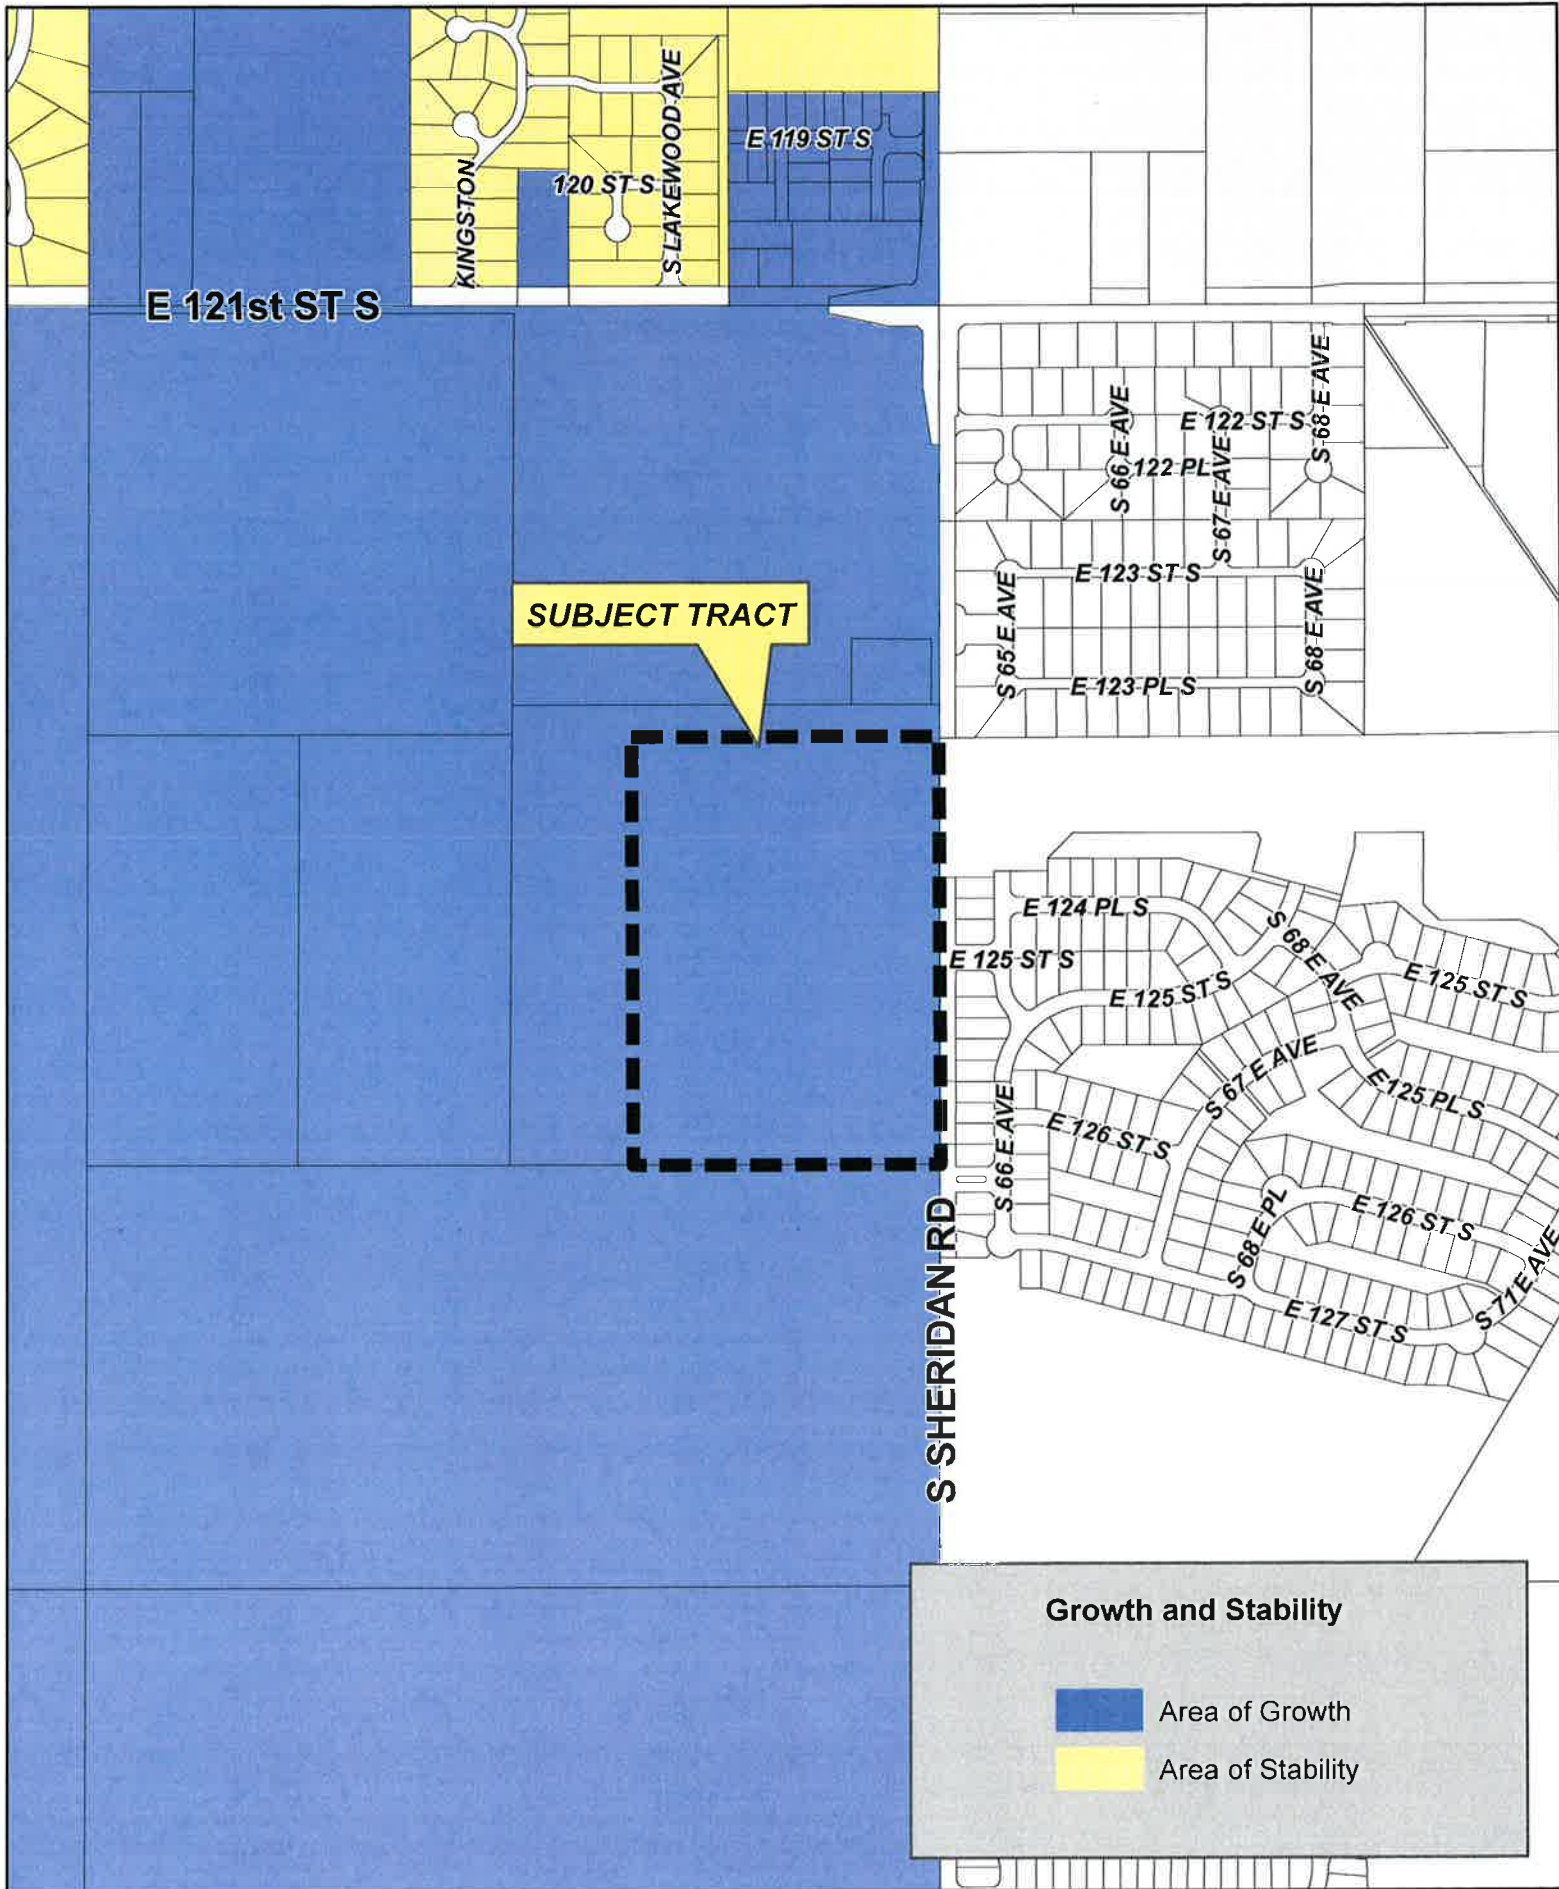 E 119 ST S
120 ST S
KINGSTON
S LAKEWOOD AVE
E 121st ST S
S 68 E AVE
S 66 E AVE
E 122 ST S
122 PL
S 67 E AVE
E 123 ST S
SUBJECT TRACT
S 65 E AVE
S 68 E AVE
E 123 PL S
E 124 PL S
S 68 E AVE
E 125 ST S
E 125 ST S
E 125 ST S
S 67 E AVE
E 125 PL S
S 66 E AVE
E 126 ST S
E 126 ST S
S 68 E PL
S 71 E AVE
E 127 ST S
S SHERIDAN RD
Growth and Stability
Area of Growth
Area of Stability